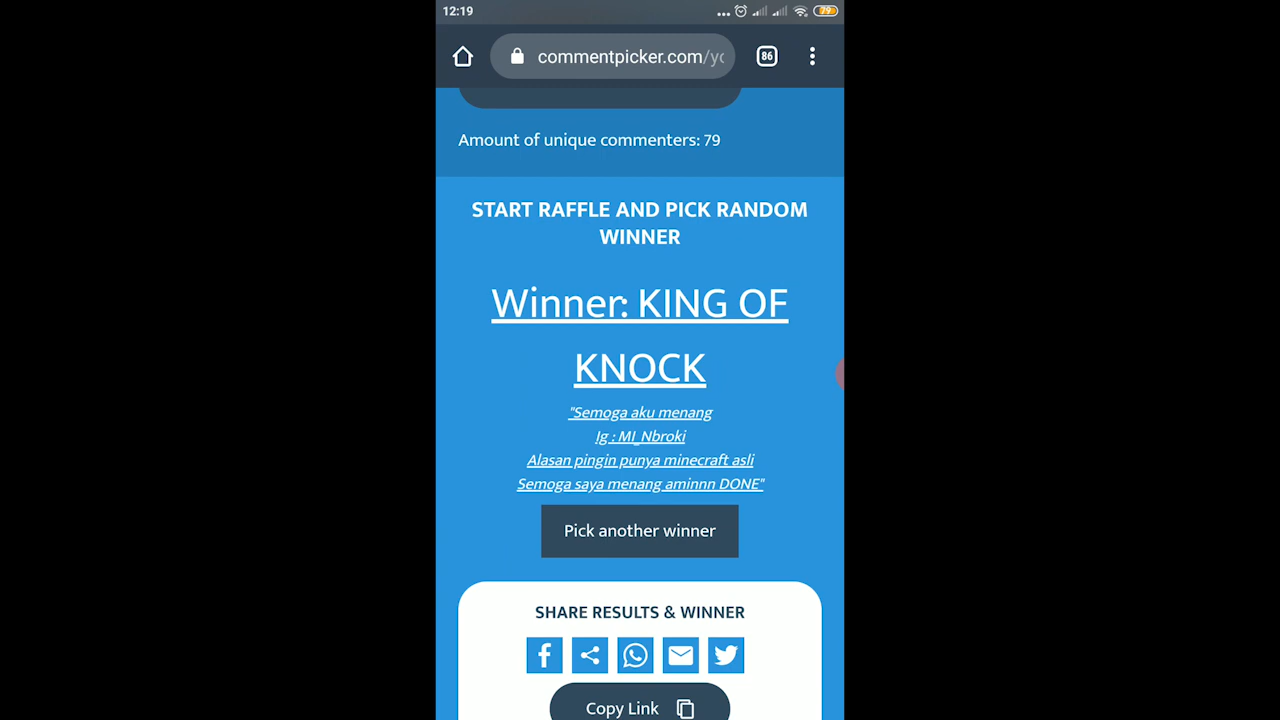 12:19
79
commentpicker.com/yo
86
Amount of unique commenters: 79
START RAFFLE AND PICK RANDOM
WINNER
Winner: KING OF
KNOCK
"Semoga aku menang
Ig : MI_Nbroki
Alasan pingin punya minecraft asli
Semoga saya menang aminnn DONE"
Pick another winner
SHARE RESULTS & WINNER
Copy Link